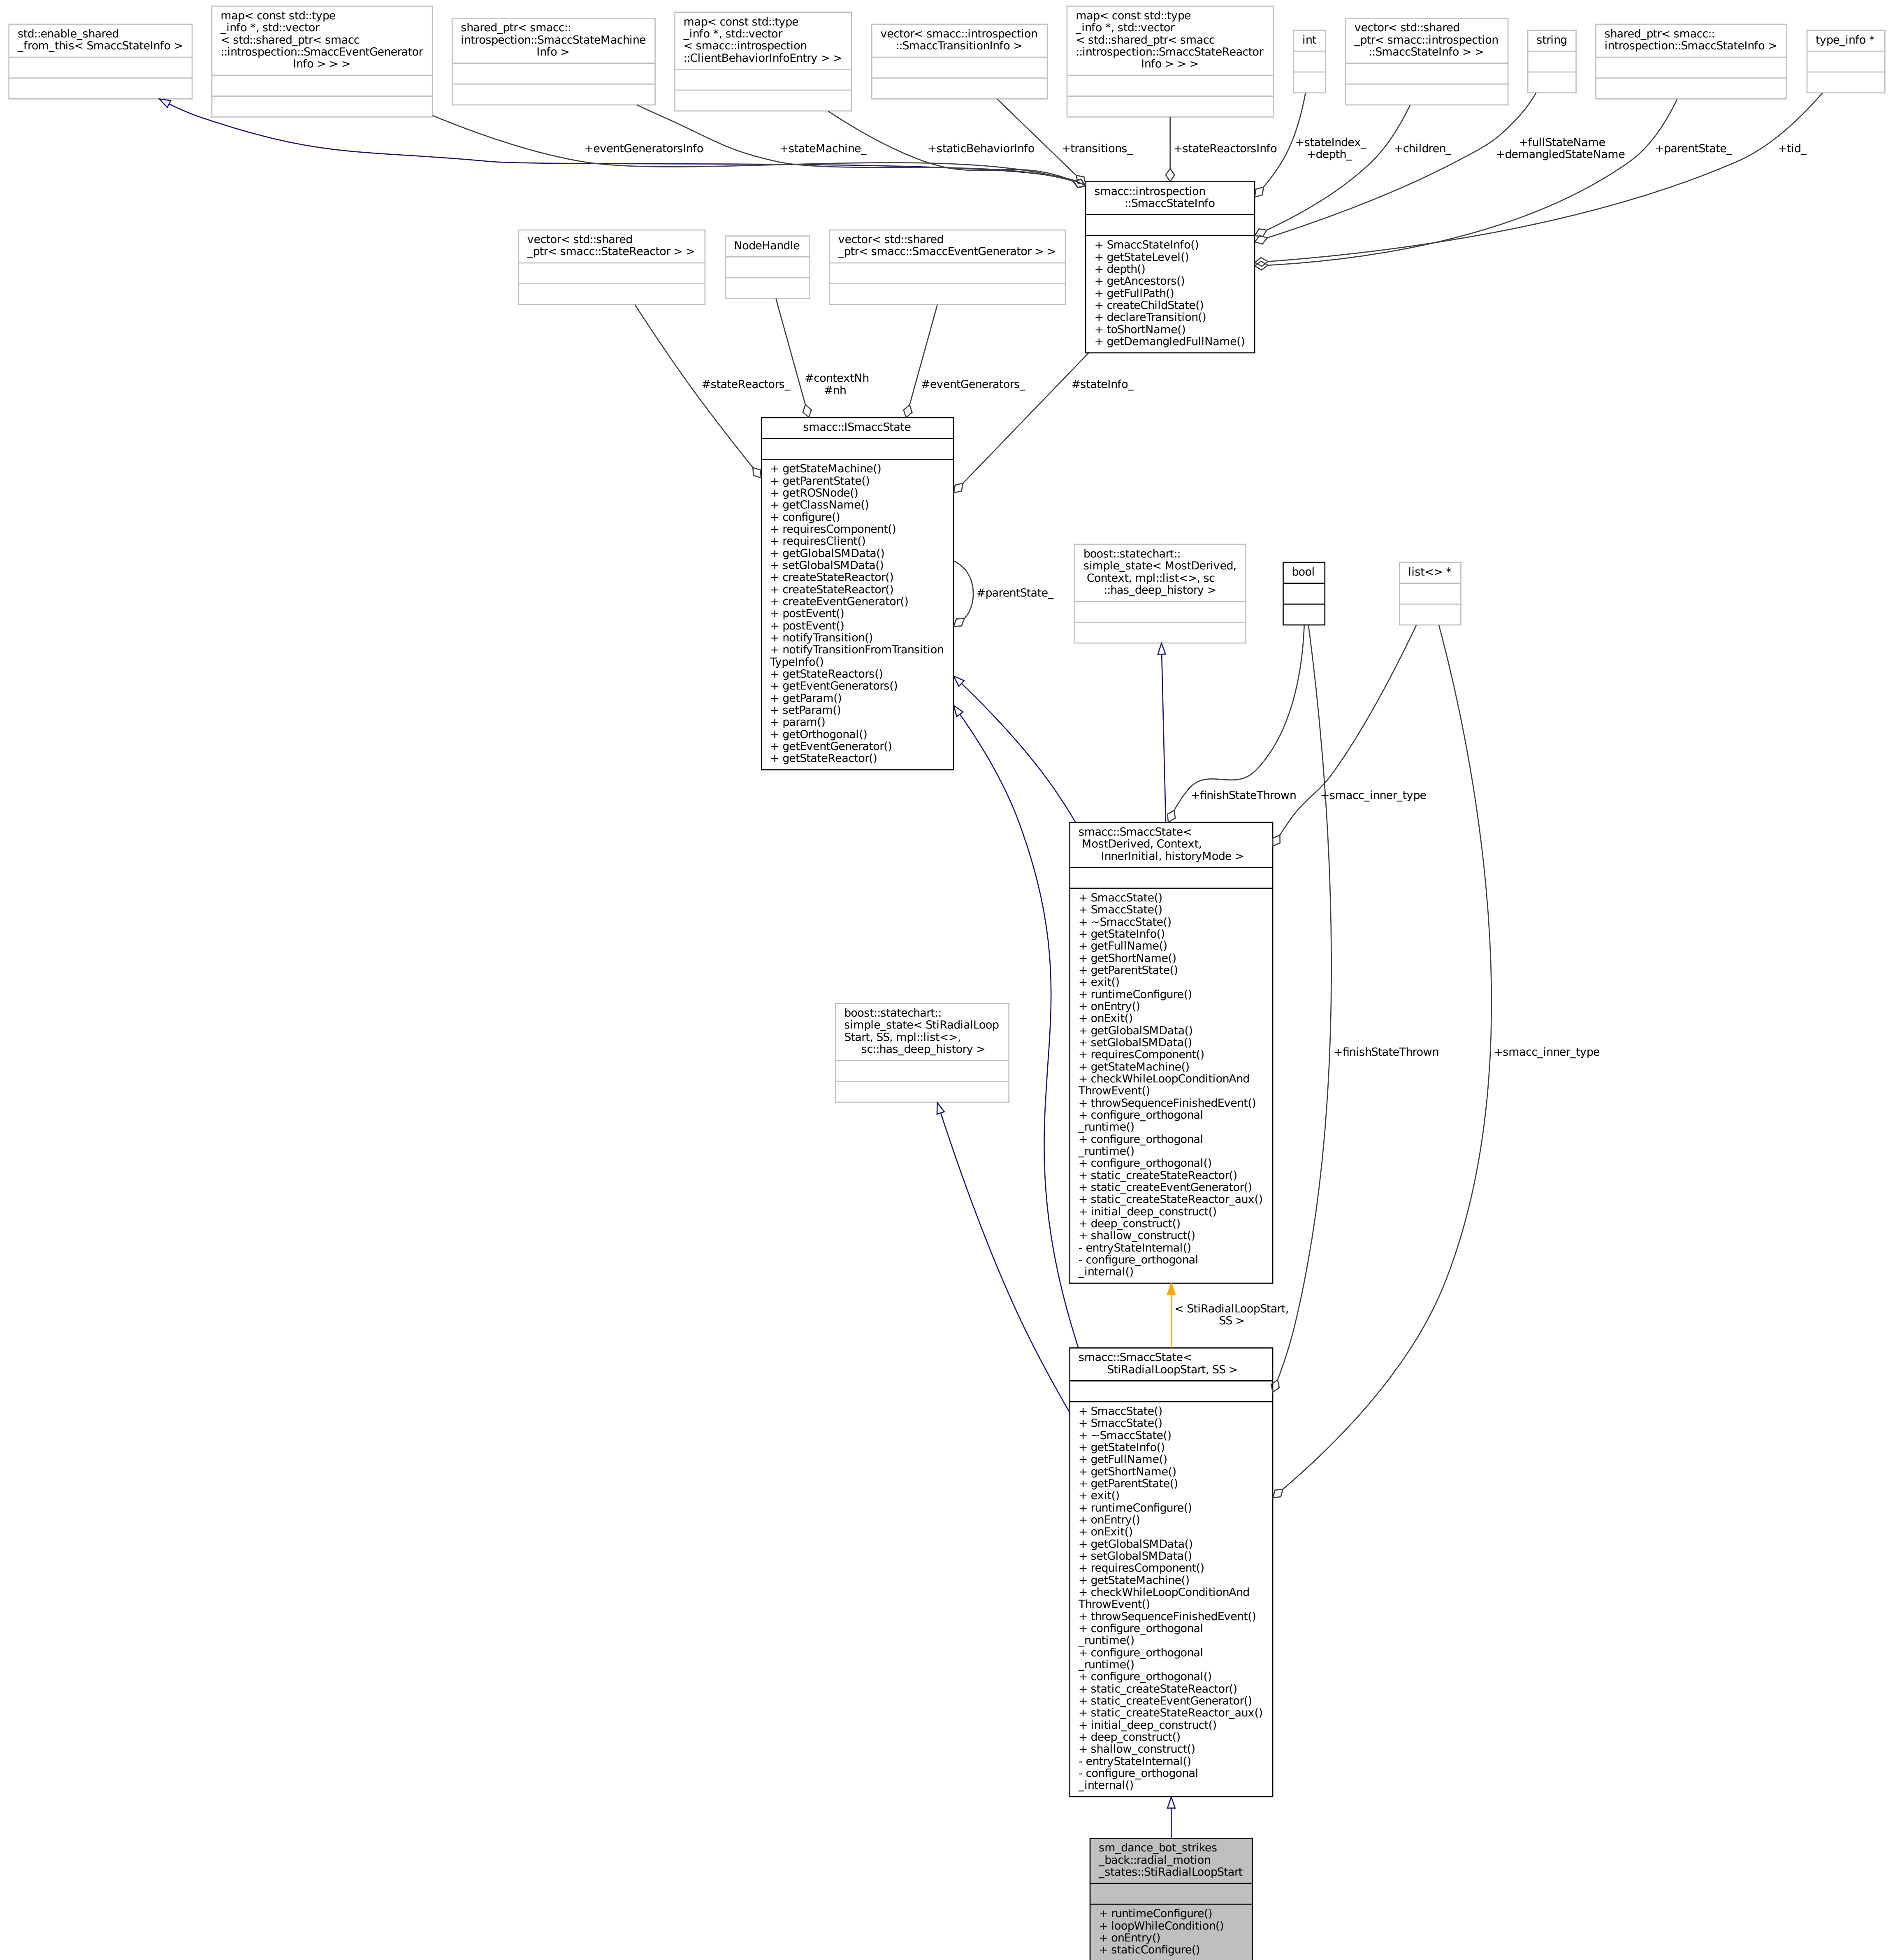 std::enable_shared
_from_this< SmaccStateInfo >
map< const std::type
_info *, std::vector
< std::shared_ptr< smacc
::introspection::SmaccEventGenerator
Info > > >
shared_ptr< smacc::
introspection::SmaccStateMachine
Info >
map< const std::type
_info *, std::vector
< smacc::introspection
::ClientBehaviorInfoEntry > >
vector< smacc::introspection
::SmaccTransitionInfo >
map< const std::type
_info *, std::vector
< std::shared_ptr< smacc
::introspection::SmaccStateReactor
Info > > >
int
vector< std::shared
_ptr< smacc::introspection
::SmaccStateInfo > >
string
shared_ptr< smacc::
introspection::SmaccStateInfo >
type_info *
+eventGeneratorsInfo
+stateMachine_
+staticBehaviorInfo
+transitions_
+stateReactorsInfo
+stateIndex_
+depth_
+children_
+fullStateName
+demangledStateName
+parentState_
+tid_
smacc::introspection
::SmaccStateInfo
+ SmaccStateInfo()
+ getStateLevel()
+ depth()
+ getAncestors()
+ getFullPath()
+ createChildState()
+ declareTransition()
+ toShortName()
+ getDemangledFullName()
vector< std::shared
_ptr< smacc::StateReactor > >
NodeHandle
vector< std::shared
_ptr< smacc::SmaccEventGenerator > >
#stateReactors_
#contextNh
#nh
#eventGenerators_
#stateInfo_
smacc::ISmaccState
+ getStateMachine()
+ getParentState()
+ getROSNode()
+ getClassName()
+ configure()
+ requiresComponent()
+ requiresClient()
+ getGlobalSMData()
+ setGlobalSMData()
+ createStateReactor()
+ createStateReactor()
+ createEventGenerator()
+ postEvent()
+ postEvent()
+ notifyTransition()
+ notifyTransitionFromTransition
TypeInfo()
+ getStateReactors()
+ getEventGenerators()
+ getParam()
+ setParam()
+ param()
+ getOrthogonal()
+ getEventGenerator()
+ getStateReactor()
#parentState_
boost::statechart::
simple_state< MostDerived,
Context, mpl::list<>, sc
::has_deep_history >
bool
list<> *
+finishStateThrown
+smacc_inner_type
smacc::SmaccState<
MostDerived, Context,
InnerInitial, historyMode >
+ SmaccState()
+ SmaccState()
+ ~SmaccState()
+ getStateInfo()
+ getFullName()
+ getShortName()
+ getParentState()
+ exit()
+ runtimeConfigure()
+ onEntry()
+ onExit()
+ getGlobalSMData()
+ setGlobalSMData()
+ requiresComponent()
+ getStateMachine()
+ checkWhileLoopConditionAnd
ThrowEvent()
+ throwSequenceFinishedEvent()
+ configure_orthogonal
_runtime()
+ configure_orthogonal
_runtime()
+ configure_orthogonal()
+ static_createStateReactor()
+ static_createEventGenerator()
+ static_createStateReactor_aux()
+ initial_deep_construct()
+ deep_construct()
+ shallow_construct()
- entryStateInternal()
- configure_orthogonal
_internal()
boost::statechart::
simple_state< StiRadialLoop
Start, SS, mpl::list<>,
sc::has_deep_history >
+finishStateThrown
+smacc_inner_type
< StiRadialLoopStart,
SS >
smacc::SmaccState<
StiRadialLoopStart, SS >
+ SmaccState()
+ SmaccState()
+ ~SmaccState()
+ getStateInfo()
+ getFullName()
+ getShortName()
+ getParentState()
+ exit()
+ runtimeConfigure()
+ onEntry()
+ onExit()
+ getGlobalSMData()
+ setGlobalSMData()
+ requiresComponent()
+ getStateMachine()
+ checkWhileLoopConditionAnd
ThrowEvent()
+ throwSequenceFinishedEvent()
+ configure_orthogonal
_runtime()
+ configure_orthogonal
_runtime()
+ configure_orthogonal()
+ static_createStateReactor()
+ static_createEventGenerator()
+ static_createStateReactor_aux()
+ initial_deep_construct()
+ deep_construct()
+ shallow_construct()
- entryStateInternal()
- configure_orthogonal
_internal()
sm_dance_bot_strikes
_back::radial_motion
_states::StiRadialLoopStart
+ runtimeConfigure()
+ loopWhileCondition()
+ onEntry()
+ staticConfigure()